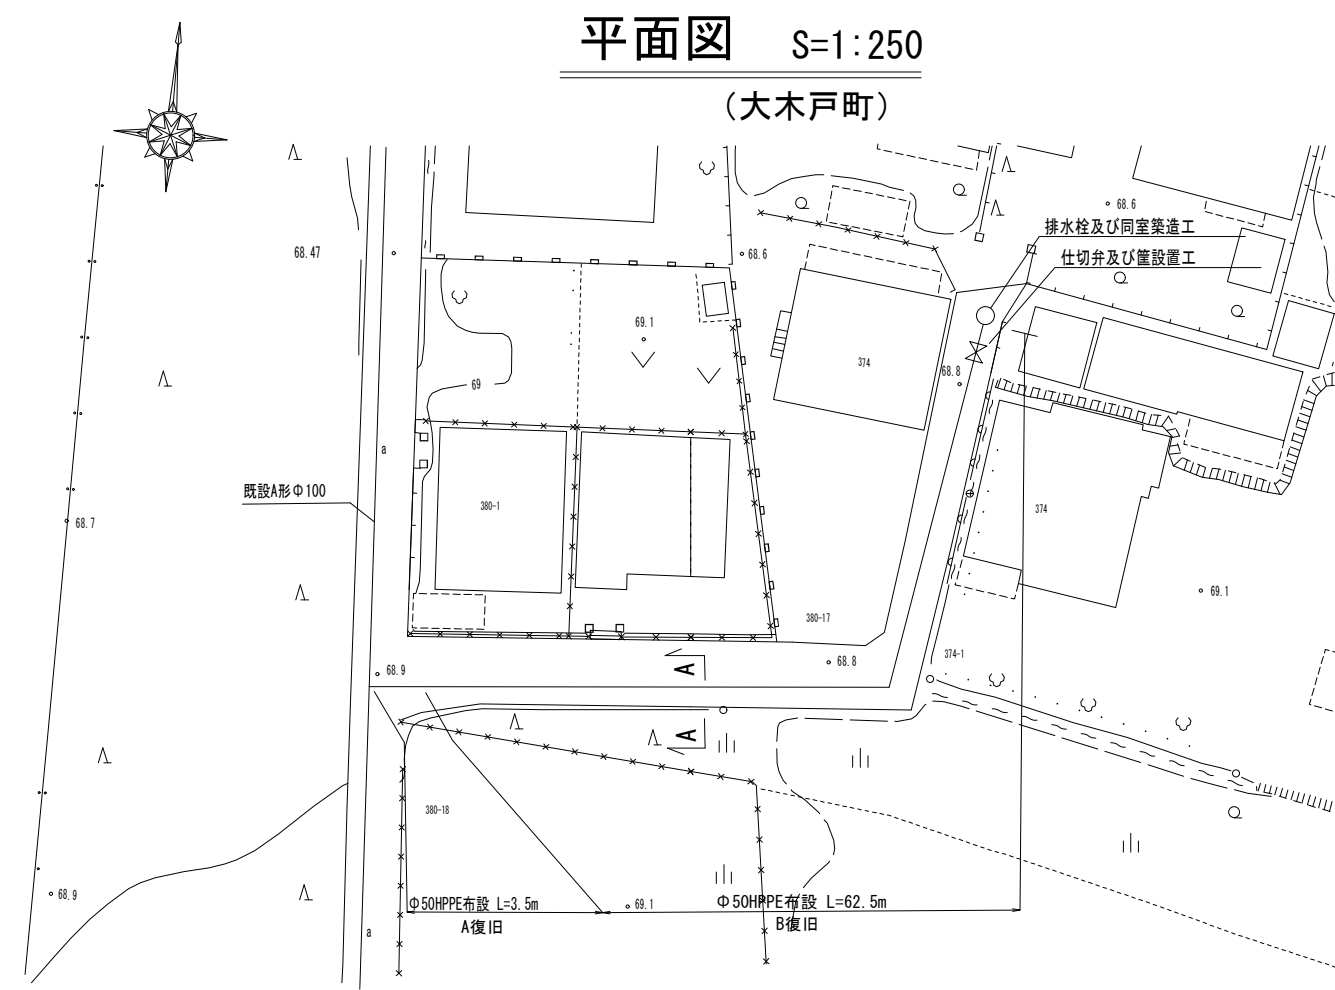 平面図 S=1:250
(大木戸町)
68.6
排水栓及び同室築造工
68.47
68.6
仕切弁及び筐設置工
69.1
374
68.8
69
a
既設A形Φ100
380-1
374
68.7
69.1
380-17
374-1
A
68.9
68.8
A
380-18
68.9
Φ50HPPE布設 L=3.5m
69.1
Φ50HPPE布設 L=62.5m
A復旧
B復旧
a